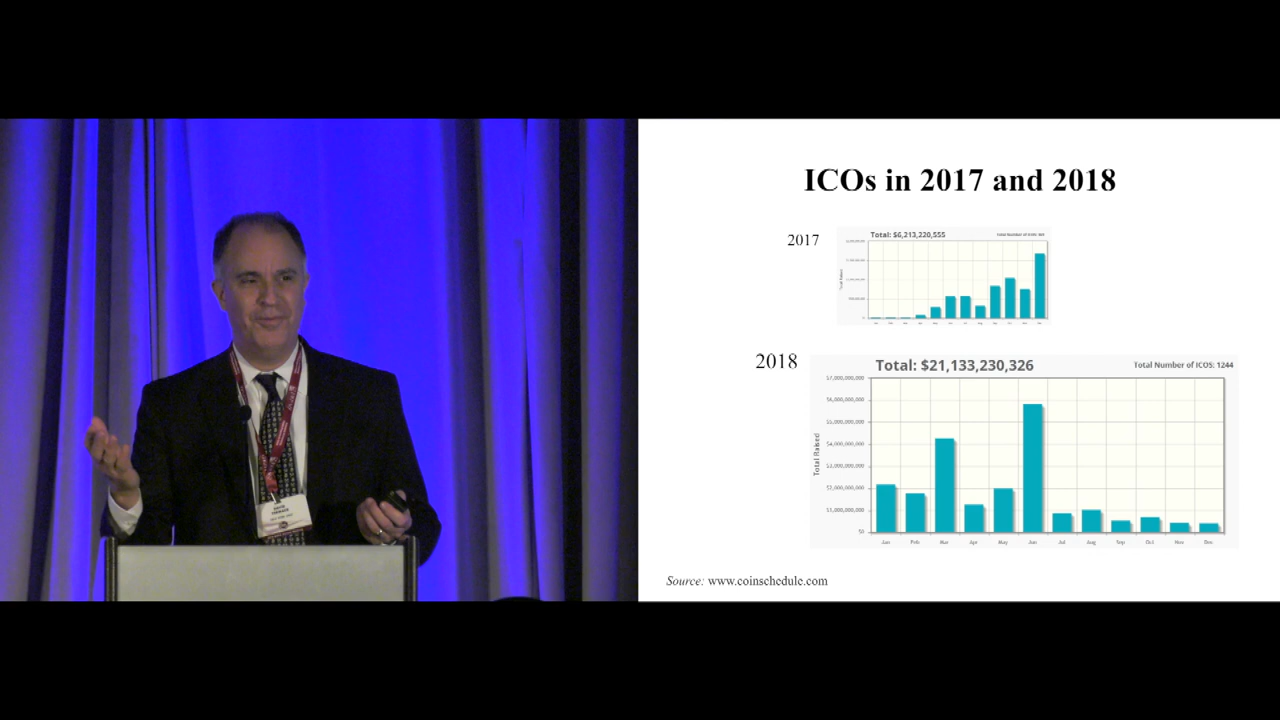 ICOs in 2017 and 2018
2017
Total: $6,213,220,555
2018
Total: $21,133,230,326
Total Number of ICOS: 1244
Total Raised
$7,000,000,000
$6,000,000,000
$5,000,000,000
$4,000,000,000
$3,000,000,000
$2,000,000,000
$1,000,000,000
$0
Jan Feb Mar Apr May Jun Jul Aug Sep Oct Nov Dec
Source: www.coinschedule.com